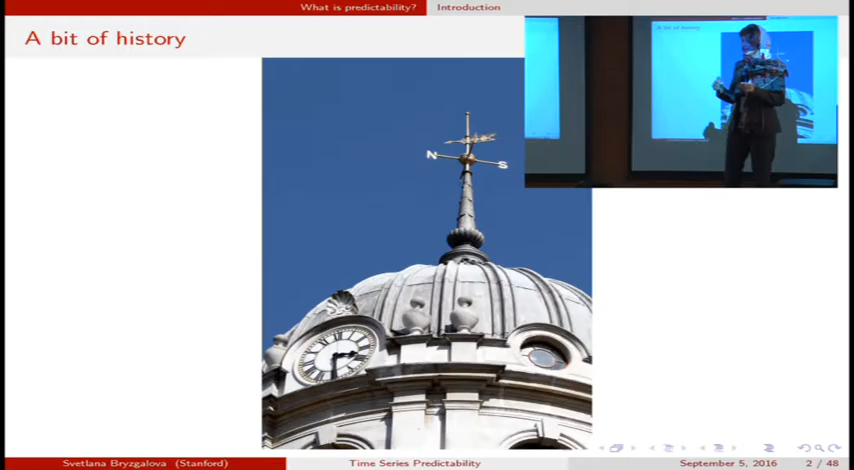 What is predictability? Introduction
A bit of history
A bit of history
N
S
Svetlana Bryzgalova (Stanford) Time Series Predictability September 5, 2016 2 / 48